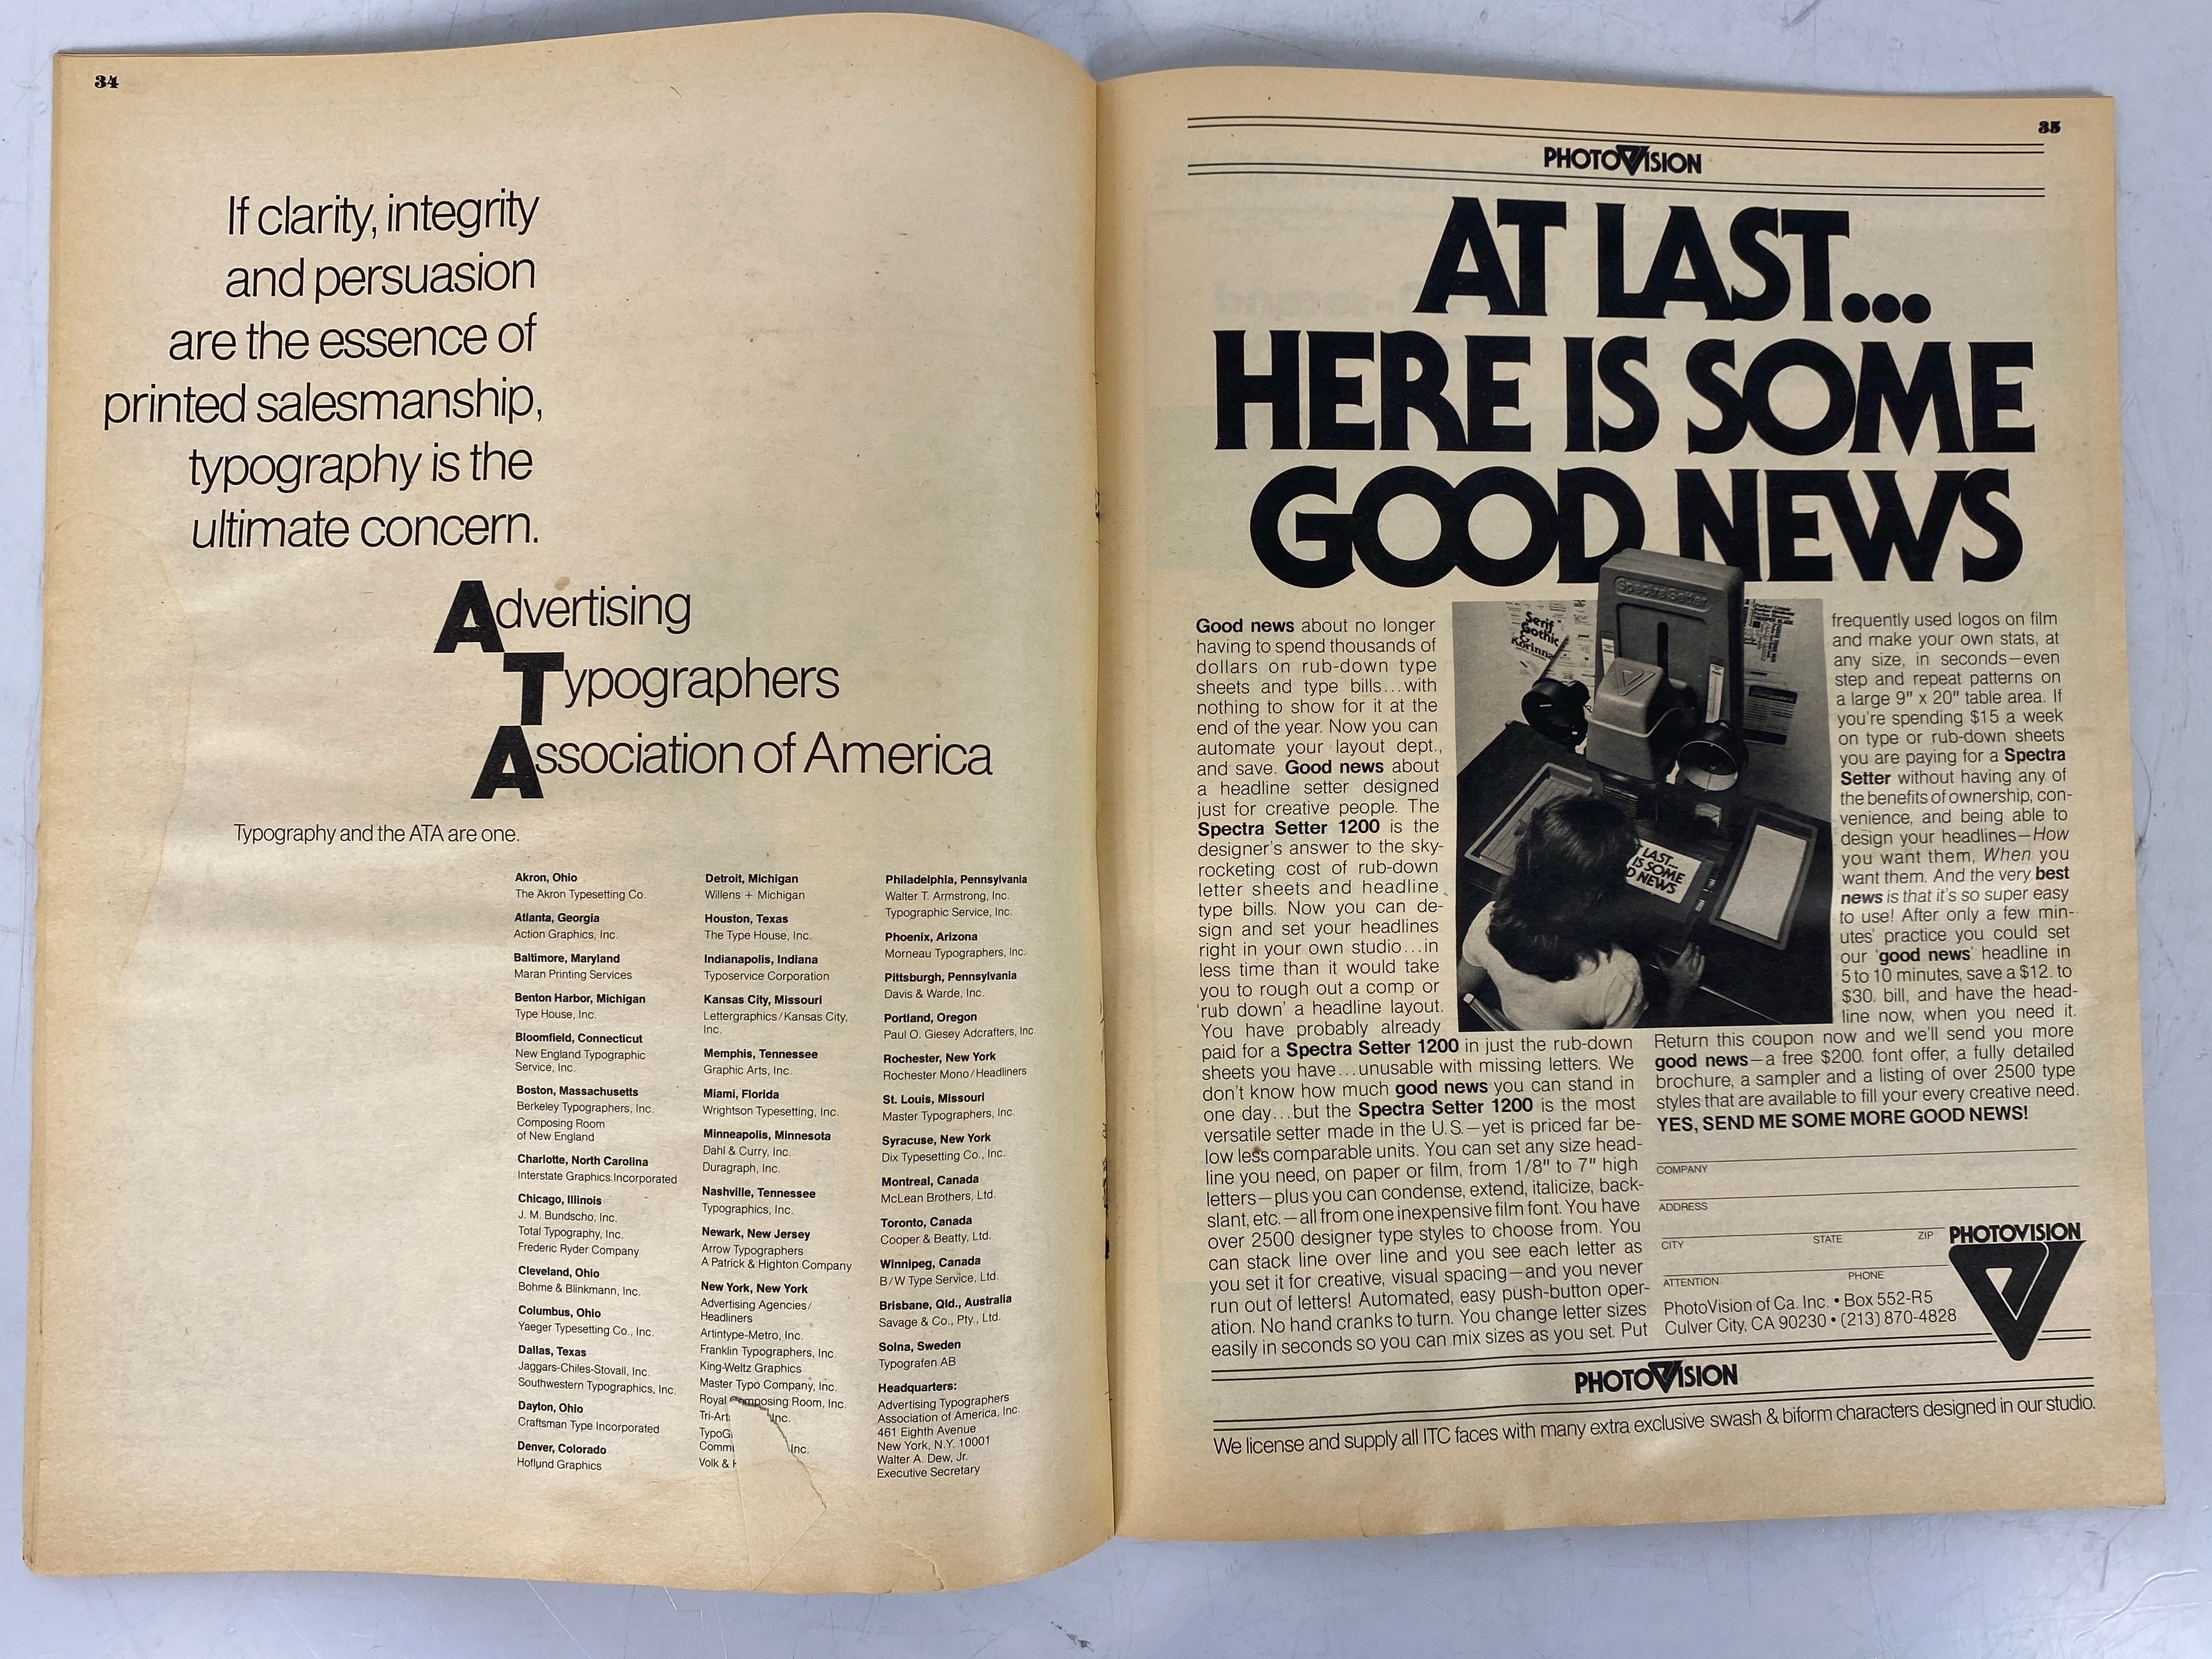 34
If clarity, integrity
and persuasion
are the essence of
printed salesmanship,
typography is the
ultimate concern.
Advertising
Typographers
Association of America
Typography and the ATA are one.
Akron, Ohio
The Akron Typesetting Co.
Atlanta, Georgia
Action Graphics, Inc.
Baltimore, Maryland
Maran Printing Services
Benton Harbor, Michigan
Type House, Inc.
Bloomfield, Connecticut
New England Typographic
Service, Inc.
Boston, Massachusetts
Berkeley Typographers, Inc.
Composing Room
of New England
Charlotte, North Carolina
Interstate Graphics Incorporated
Chicago, Illinois
J. M. Bundscho, Inc.
Total Typography, Inc.
Frederic Ryder Company
Cleveland, Ohio
Bohme & Blinkmann, Inc.
Columbus, Ohio
Yaeger Typesetting Co., Inc.
Dallas, Texas
Jaggars-Chiles-Stovall, Inc.
Southwestern Typographics, Inc.
Dayton, Ohio
Craftsman Type Incorporated
Denver, Colorado
Hoflund Graphics
Detroit, Michigan
Willens + Michigan
Houston, Texas
The Type House, Inc.
Indianapolis, Indiana
Typoservice Corporation
Kansas City, Missouri
Lettergraphics/Kansas City,
Inc.
Memphis, Tennessee
Graphic Arts, Inc.
Miami, Florida
Wrightson Typesetting, Inc.
Minneapolis, Minnesota
Dahl & Curry, Inc.
Duragraph, Inc.
Nashville, Tennessee
Typographics, Inc.
Newark, New Jersey
Arrow Typographers
A Patrick & Highton Company
New York, New York
Advertising Agencies/
Headliners
Artintype-Metro, Inc.
Franklin Typographers, Inc.
King-Weltz Graphics
Master Typo Company, Inc.
Royal Composing Room, Inc.
Tri-Art Inc.
TypoG
Commu Inc.
Volk &
Philadelphia, Pennsylvania
Walter T. Armstrong, Inc.
Typographic Service, Inc.
Phoenix, Arizona
Morneau Typographers, Inc.
Pittsburgh, Pennsylvania
Davis & Warde, Inc.
Portland, Oregon
Paul O. Giesey Adcrafters, Inc.
Rochester, New York
Rochester Mono/Headliners
St. Louis, Missouri
Master Typographers, Inc.
Syracuse, New York
Dix Typesetting Co., Inc.
Montreal, Canada
McLean Brothers, Ltd.
Toronto, Canada
Cooper & Beatty, Ltd.
Winnipeg, Canada
B/W Type Service, Ltd.
Brisbane, Qld., Australia
Savage & Co., Pty., Ltd.
Solna, Sweden
Typografen AB
Headquarters:
Advertising Typographers
Association of America, Inc.
461 Eighth Avenue
New York, N.Y. 10001
Walter A. Dew, Jr.
Executive Secretary
35
PHOTOVISION
AT LAST...
HERE IS SOME
GOOD NEWS
Good news about no longer
having to spend thousands of
dollars on rub-down type
sheets and type bills...with
nothing to show for it at the
end of the year. Now you can
automate your layout dept.,
and save. Good news about
a headline setter designed
just for creative people. The
Spectra Setter 1200 is the
designer's answer to the sky-
rocketing cost of rub-down
letter sheets and headline
type bills. Now you can de-
sign and set your headlines
right in your own studio...in
less time than it would take
you to rough out a comp or
'rub down' a headline layout.
You have probably already
paid for a Spectra Setter 1200 in just the rub-down
sheets you have...unusable with missing letters. We
don't know how much good news you can stand in
one day...but the Spectra Setter 1200 is the most
versatile setter made in the U.S.—yet is priced far be-
low less comparable units. You can set any size head-
line you need, on paper or film, from 1/8" to 7" high
letters—plus you can condense, extend, italicize, back-
slant, etc.—all from one inexpensive film font. You have
over 2500 designer type styles to choose from. You
can stack line over line and you see each letter as
you set it for creative, visual spacing—and you never
run out of letters! Automated, easy push-button oper-
ation. No hand cranks to turn. You change letter sizes
easily in seconds so you can mix sizes as you set. Put
Spectra Setter
Serif
Gothic
&
Korinna
LAST...
IS SOME
D NEWS
frequently used logos on film
and make your own stats, at
any size, in seconds—even
step and repeat patterns on
a large 9" x 20" table area. If
you're spending $15 a week
on type or rub-down sheets
you are paying for a Spectra
Setter without having any of
the benefits of ownership, con-
venience, and being able to
design your headlines—How
you want them, When you
want them. And the very best
news is that it's so super easy
to use! After only a few min-
utes' practice you could set
our 'good news' headline in
5 to 10 minutes, save a $12. to
$30. bill, and have the head-
line now, when you need it.
Return this coupon now and we'll send you more
good news—a free $200. font offer, a fully detailed
brochure, a sampler and a listing of over 2500 type
styles that are available to fill your every creative need.
YES, SEND ME SOME MORE GOOD NEWS!
COMPANY
ADDRESS
CITY STATE ZIP
ATTENTION PHONE
PHOTOVISION
PhotoVision of Ca. Inc. • Box 552-R5
Culver City, CA 90230 • (213) 870-4828
PHOTOVISION
We license and supply all ITC faces with many extra exclusive swash & biform characters designed in our studio.